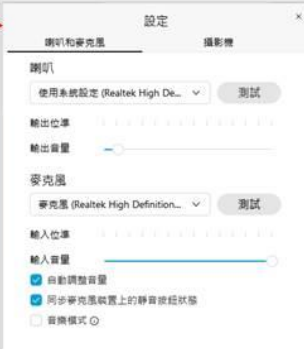 設定
喇叭和麥克風 攝影機
喇叭
使用系統設定 (Realtek High De... 測試
輸出位準
輸出音量
麥克風
麥克風 (Realtek High Definition... 測試
輸入位準
輸入音量
自動調整音量
同步麥克風裝置上的靜音按鈕狀態
音樂模式